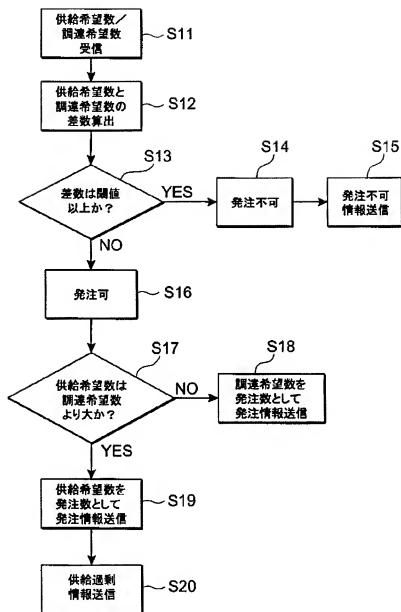 供給希望数／
調達希望数
受信
S11
供給希望数と
調達希望数の
差数算出
S12
差数は閾値
以上か？
S13
YES
NO
発注不可
S14
発注不可
情報送信
S15
発注可
S16
供給希望数は
調達希望数
より大か？
S17
NO
YES
調達希望数を
発注数として
発注情報送信
S18
供給希望数を
発注数として
発注情報送信
S19
供給過剰
情報送信
S20